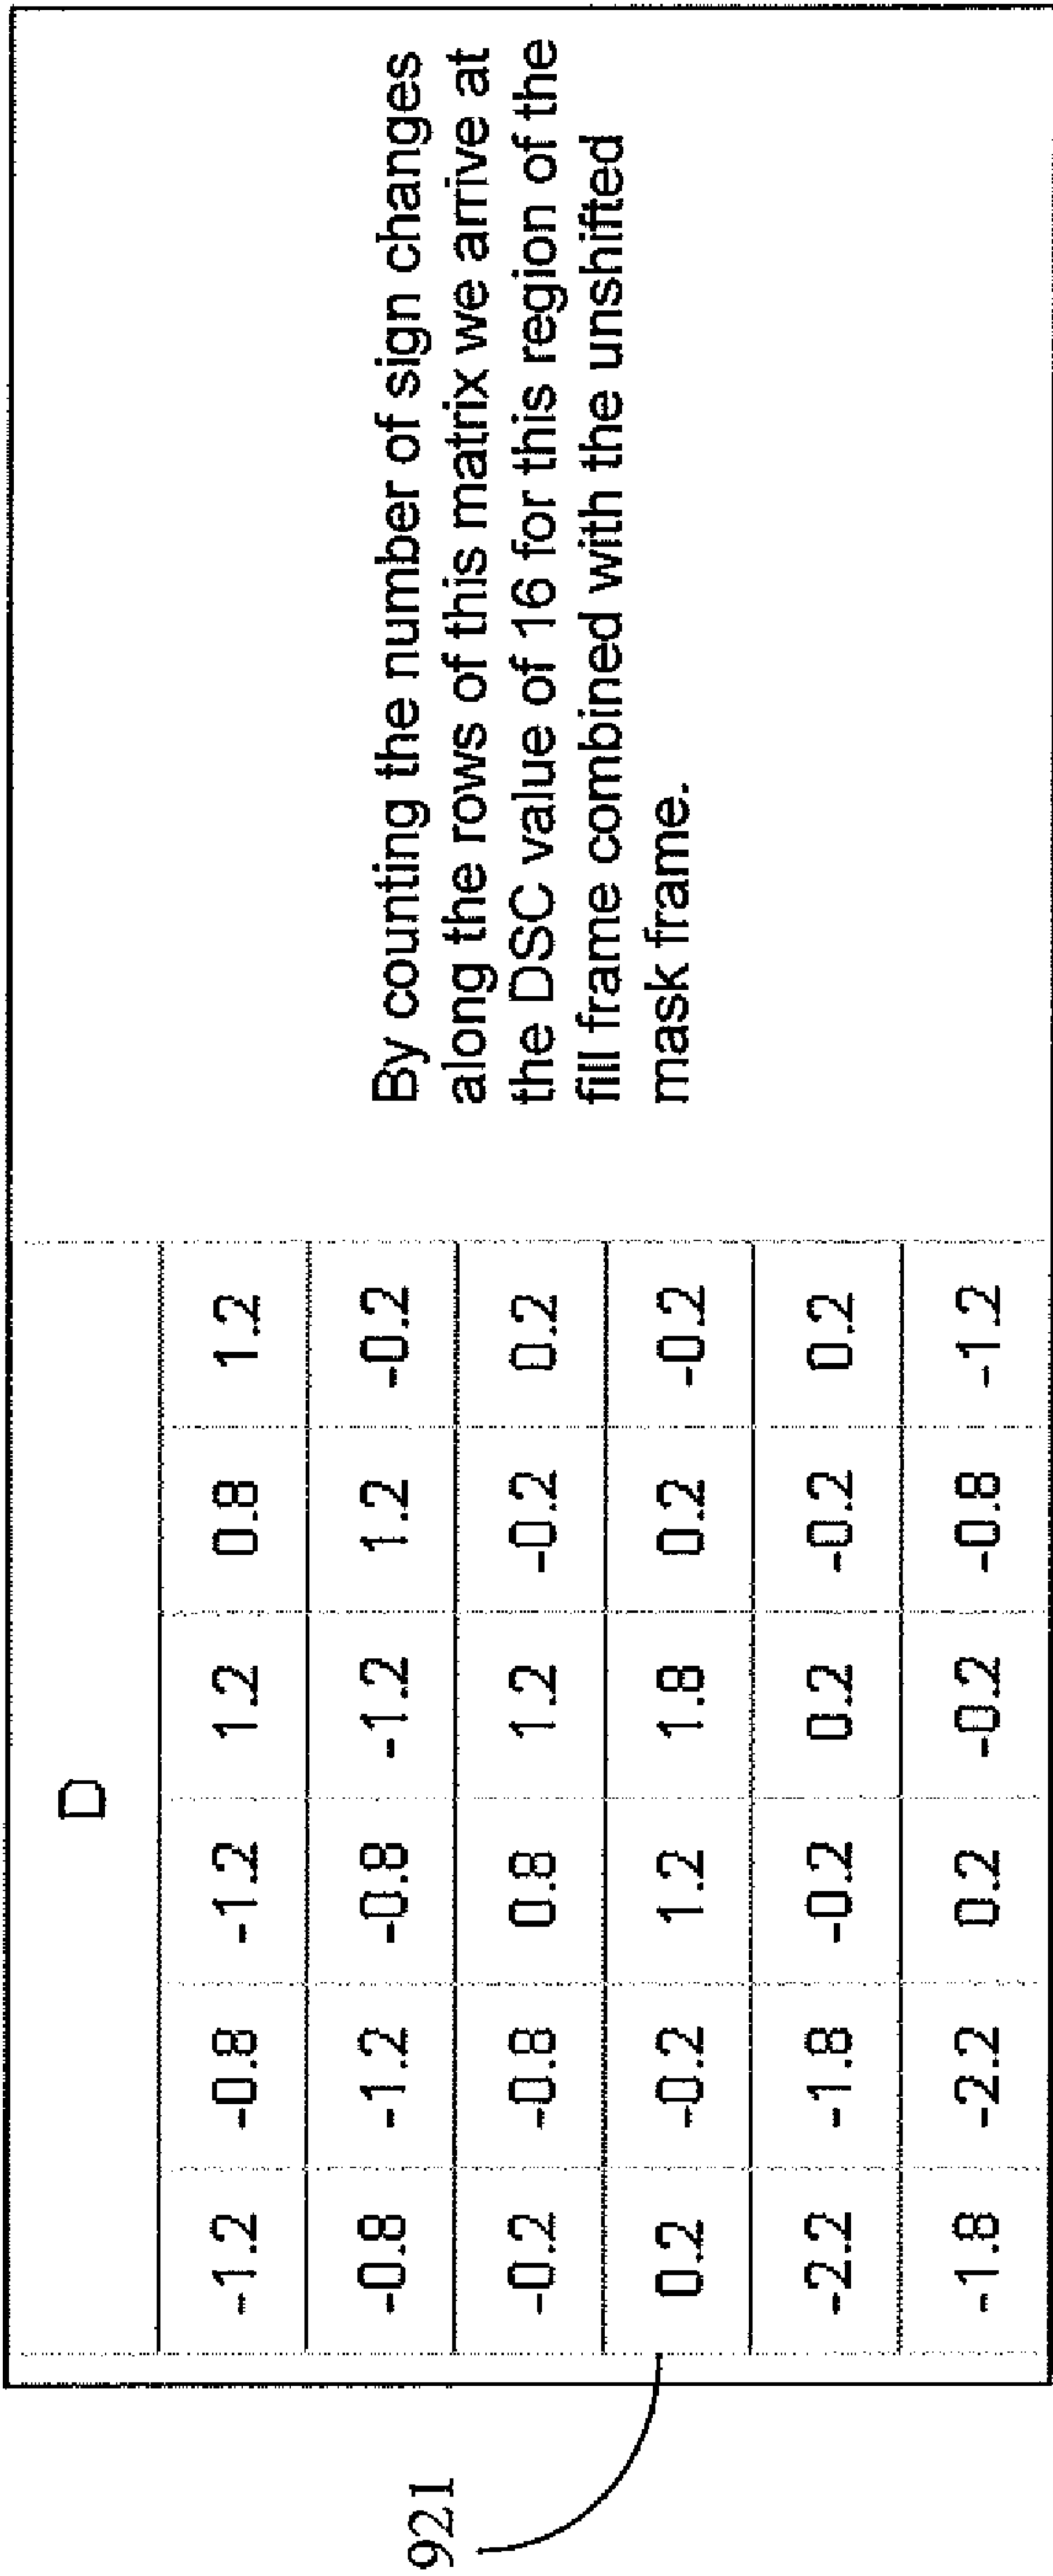 D
-1.2 -0.8 -1.2 1.2 0.8 1.2
-0.8 -1.2 -0.8 -1.2 1.2 -0.2
-0.2 -0.8 0.8 1.2 -0.2 0.2
0.2 -0.2 1.2 1.8 0.2 -0.2
-2.2 -1.8 -0.2 0.2 -0.2 0.2
-1.8 -2.2 0.2 -0.2 -0.8 -1.2
By counting the number of sign changes
along the rows of this matrix we arrive at
the DSC value of 16 for this region of the
fill frame combined with the unshifted
mask frame.
921